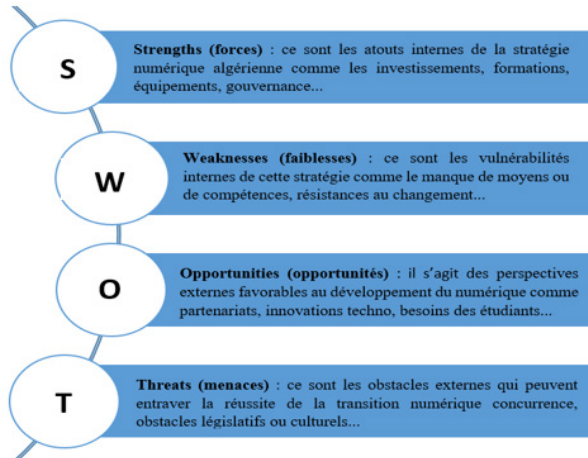 S
Strengths (forces) : ce sont les atouts internes de la stratégie
numérique algérienne comme les investissements, formations,
équipements, gouvernance...
W
Weaknesses (faiblesses) : ce sont les vulnérabilités
internes de cette stratégie comme le manque de moyens ou
de compétences, résistances au changement...
O
Opportunities (opportunités) : il s'agit des perspectives
externes favorables au développement du numérique comme
partenariats, innovations techno, besoins des étudiants...
T
Threats (menaces) : ce sont les obstacles externes qui peuvent
entraver la réussite de la transition numérique concurrence,
obstacles législatifs ou culturels...